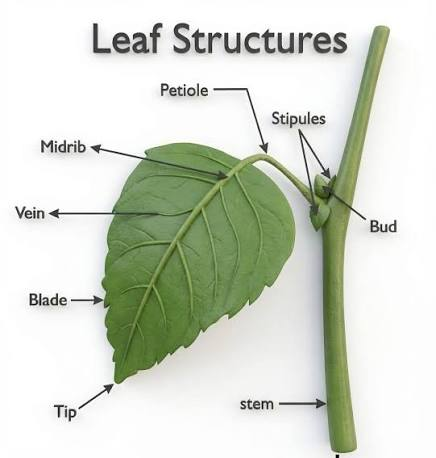 Leaf Structures
Petiole
Stipules
Midrib
Vein
Bud
Blade
Tip
stem